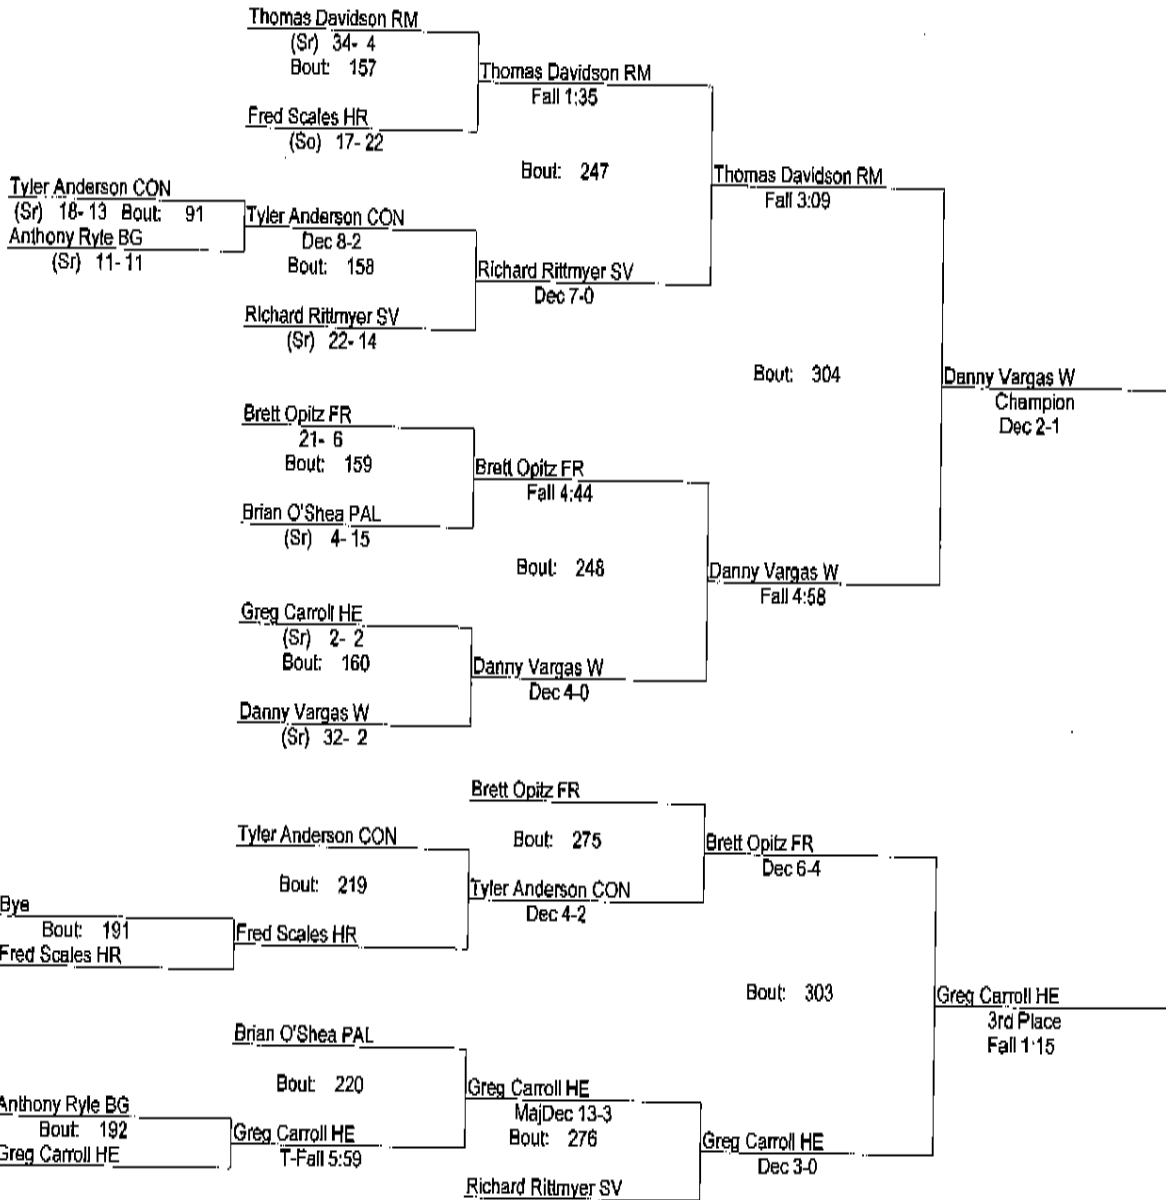 Thomas Davidson RM
(Sr) 34- 4
Bout: 157
Thomas Davidson RM
Fall 1:35
Fred Scales HR
(So) 17- 22
Bout: 247
Thomas Davidson RM
Fall 3:09
Tyler Anderson CON
(Sr) 18- 13 Bout: 91
Anthony Ryle BG
(Sr) 11- 11
Tyler Anderson CON
Dec 8-2
Bout: 158
Richard Rittmyer SV
Dec 7-0
Richard Rittmyer SV
(Sr) 22- 14
Bout: 304
Danny Vargas W
Champion
Dec 2-1
Brett Opitz FR
21- 6
Bout: 159
Brett Opitz FR
Fall 4:44
Brian O'Shea PAL
(Sr) 4- 15
Bout: 248
Danny Vargas W
Fall 4:58
Greg Carroll HE
(Sr) 2- 2
Bout: 160
Danny Vargas W
Dec 4-0
Danny Vargas W
(Sr) 32- 2
Brett Opitz FR
Bout: 275
Brett Opitz FR
Dec 6-4
Tyler Anderson CON
Bout: 219
Tyler Anderson CON
Dec 4-2
Bye
Bout: 191
Fred Scales HR
Fred Scales HR
Bout: 303
Greg Carroll HE
3rd Place
Fall 1:15
Brian O'Shea PAL
Bout: 220
Greg Carroll HE
MajDec 13-3
Bout: 276
Anthony Ryle BG
Bout: 192
Greg Carroll HE
Greg Carroll HE
T-Fall 5:59
Greg Carroll HE
Dec 3-0
Richard Rittmyer SV